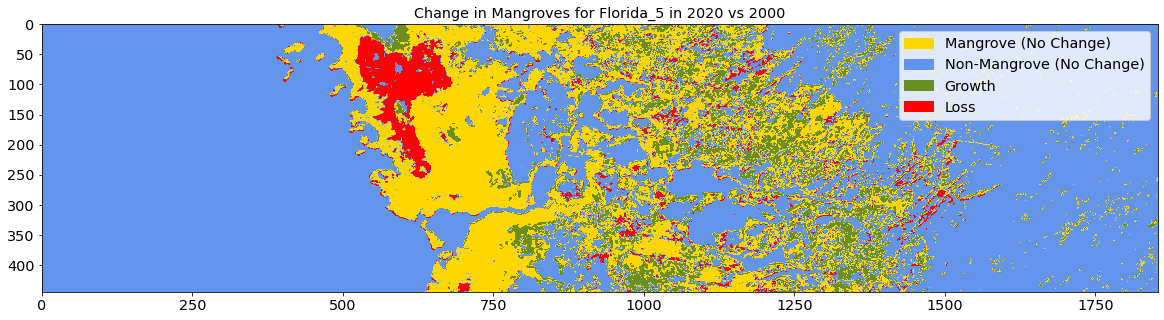 Change in Mangroves for Florida_5 in 2020 vs 2000
Mangrove (No Change)
Non-Mangrove (No Change)
Growth
Loss
0
50
100
150
200
250
300
350
400
0 250 500 750 1000 1250 1500 1750